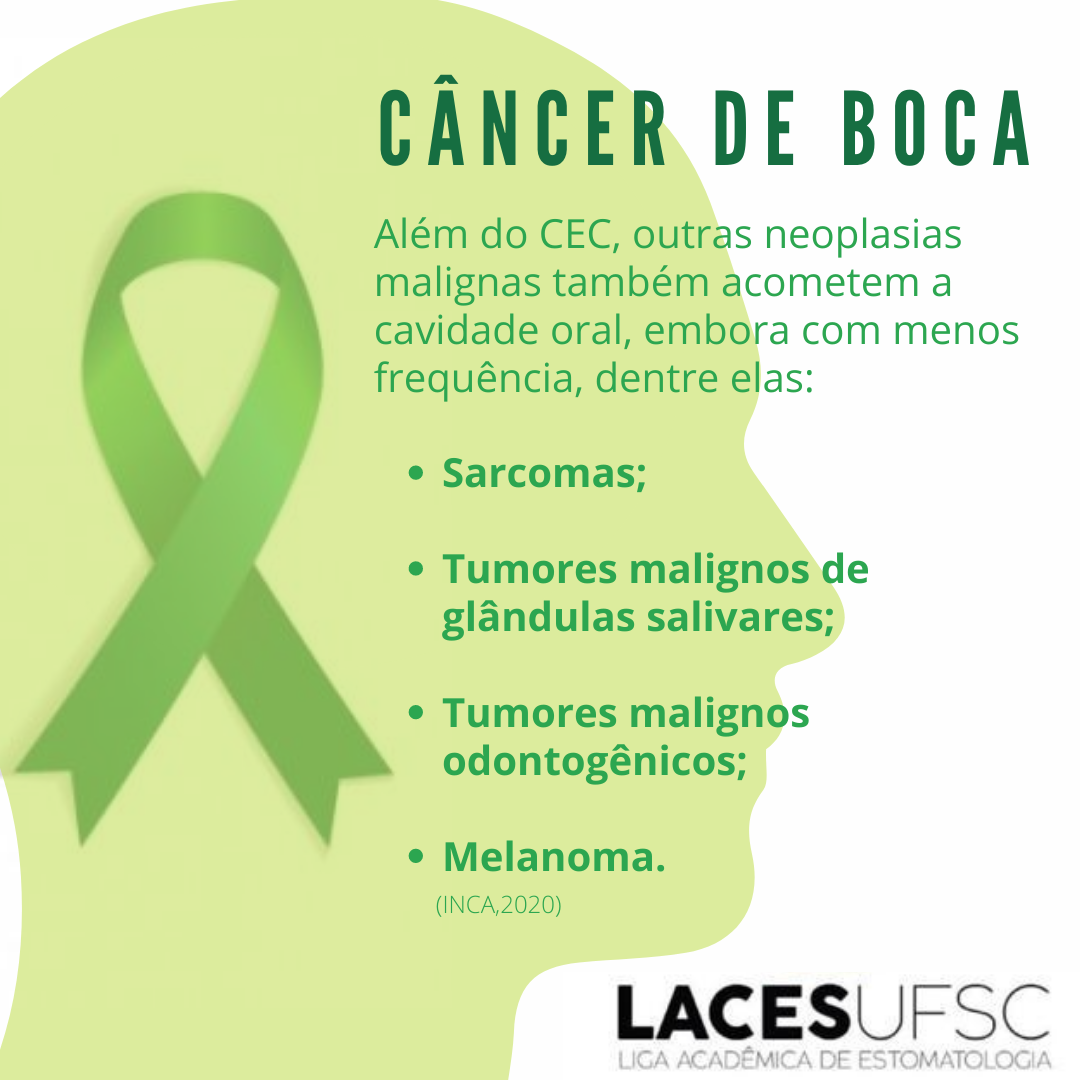 CÂNCER DE BOCA
Além do CEC, outras neoplasias
malignas também acometem a
cavidade oral, embora com menos
frequência, dentre elas:
• Sarcomas;
• Tumores malignos de
glândulas salivares;
• Tumores malignos
odontogênicos;
• Melanoma.
(INCA,2020)
LACESUFSC
LIGA ACADÊMICA DE ESTOMATOLOGIA